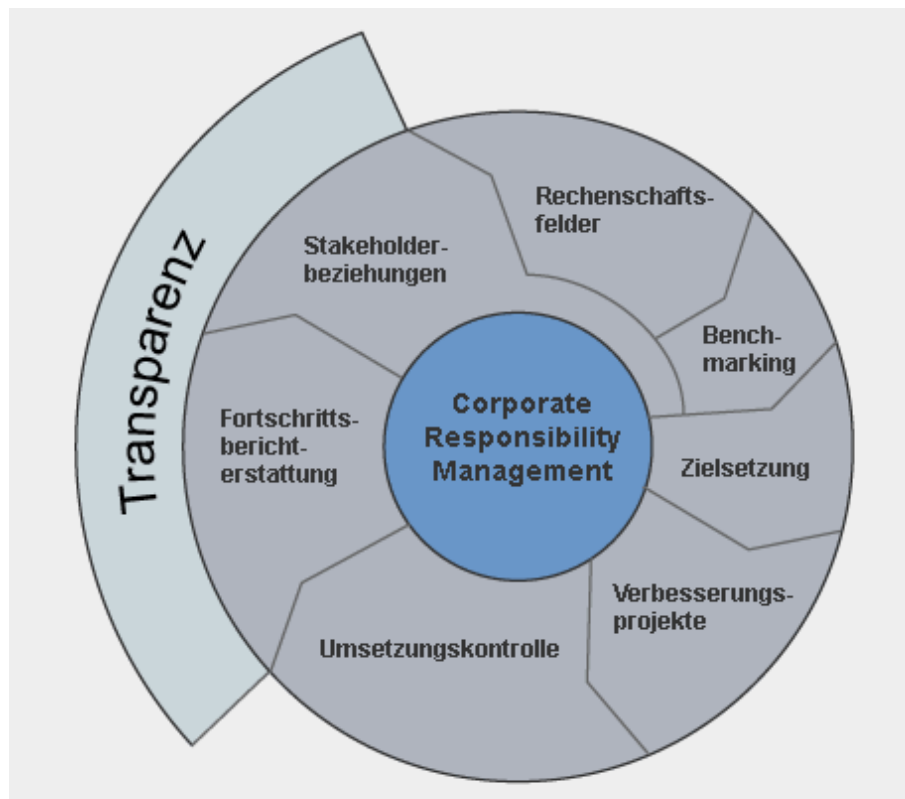 Transparenz
Stakeholder-
beziehungen
Rechenschafts-
felder
Bench-
marking
Zielsetzung
Verbesserungs-
projekte
Umsetzungskontrolle
Fortschritts-
bericht-
erstattung
Corporate
Responsibility
Management